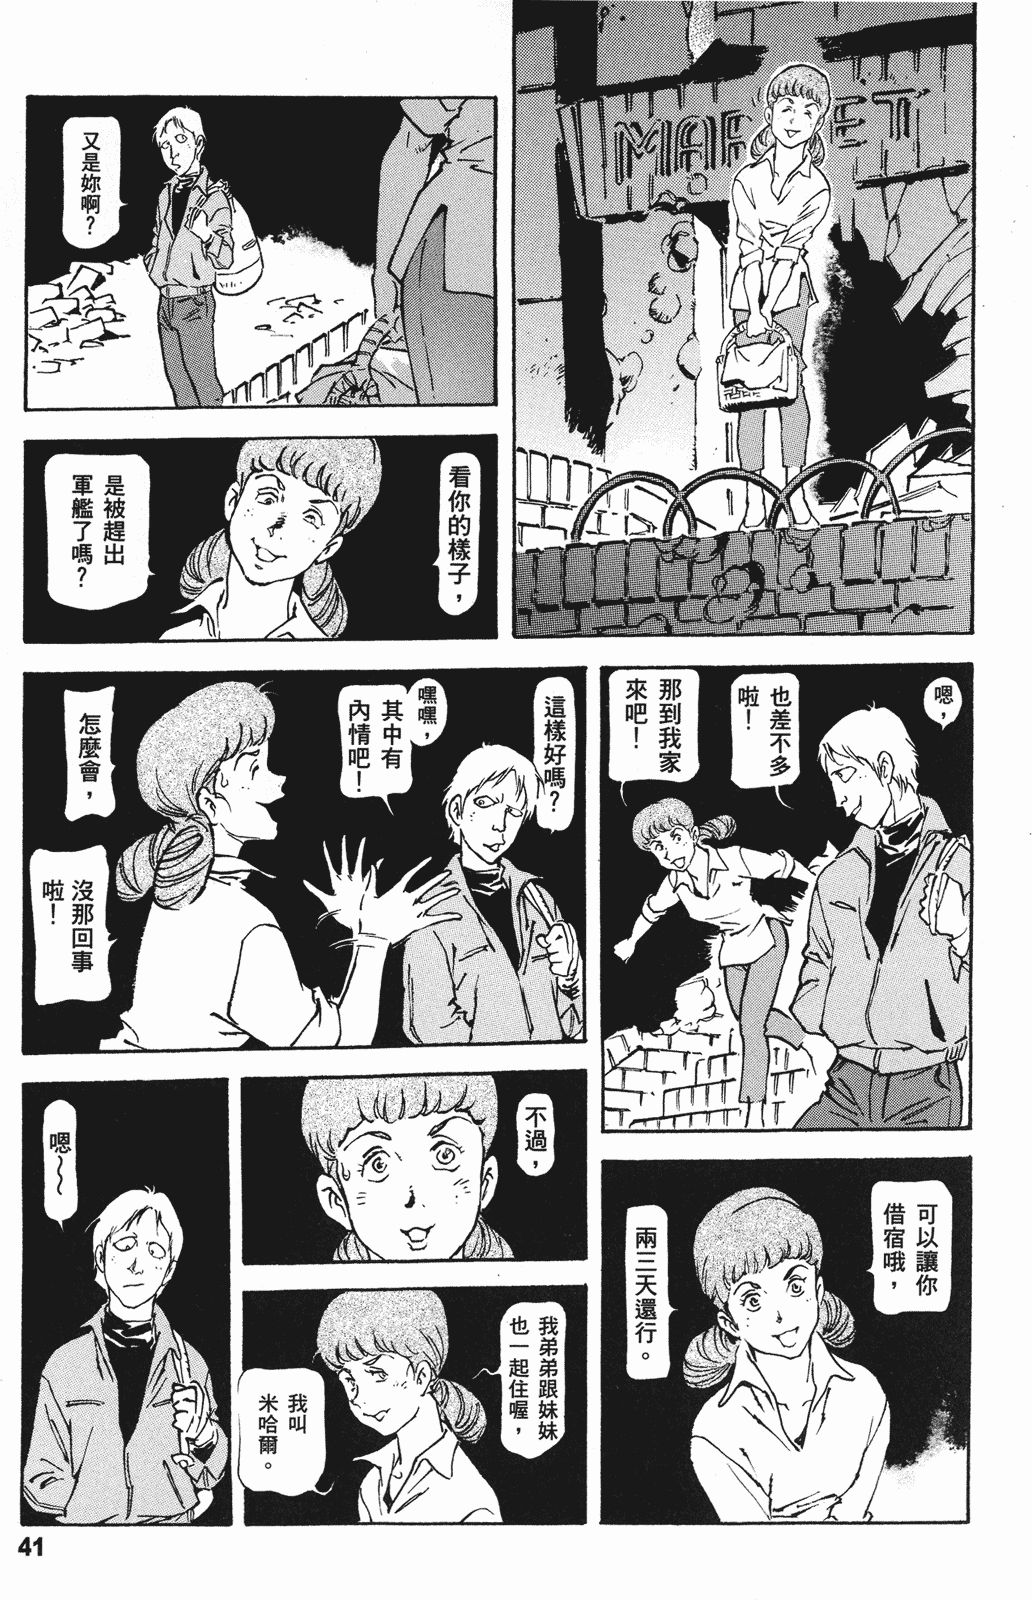 MARKET
又是妳啊?
看你的樣子,
是被趕出
軍艦了嗎?
嗯,
也差不多
啦!
那到我家
來吧!
這樣好嗎?
嘿嘿,
其中有
內情吧!
怎麼會,
沒那回事
啦!
可以讓你
借宿哦,
兩三天還行。
不過,
我弟弟跟妹妹
也一起住喔,
我叫
米哈爾。
嗯~~
41